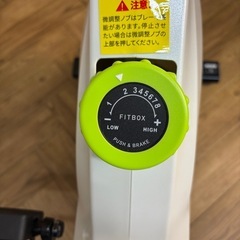 注意
微調整ノブはブレーキ
能があります。停止させ
たい場合は微調整ノブの
上部を押してください。
- 1 2 3 4 5 6 7 8 +
LOW HIGH
FITBOX
PUSH & BRAKE